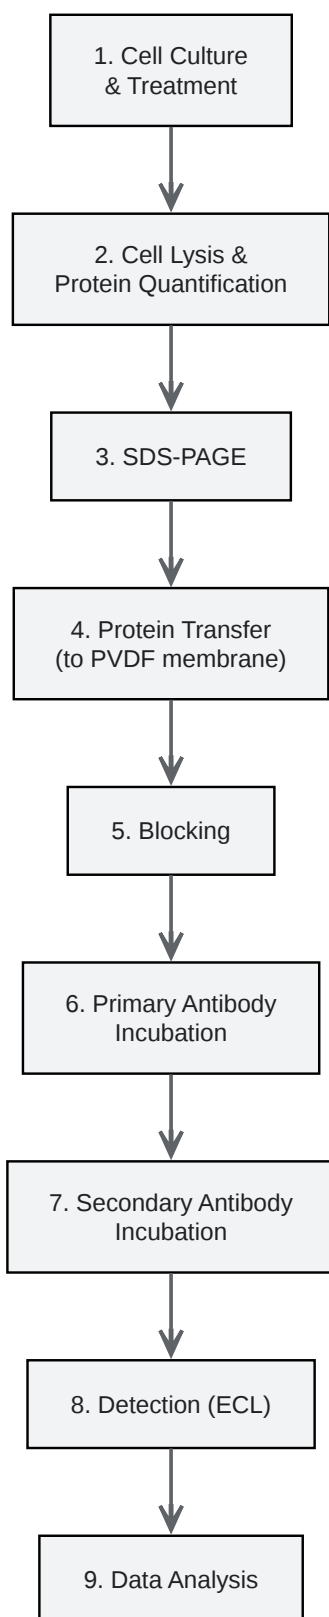 1. Cell Culture
& Treatment
2. Cell Lysis &
Protein Quantification
3. SDS-PAGE
4. Protein Transfer
(to PVDF membrane)
5. Blocking
6. Primary Antibody
Incubation
7. Secondary Antibody
Incubation
8. Detection (ECL)
9. Data Analysis